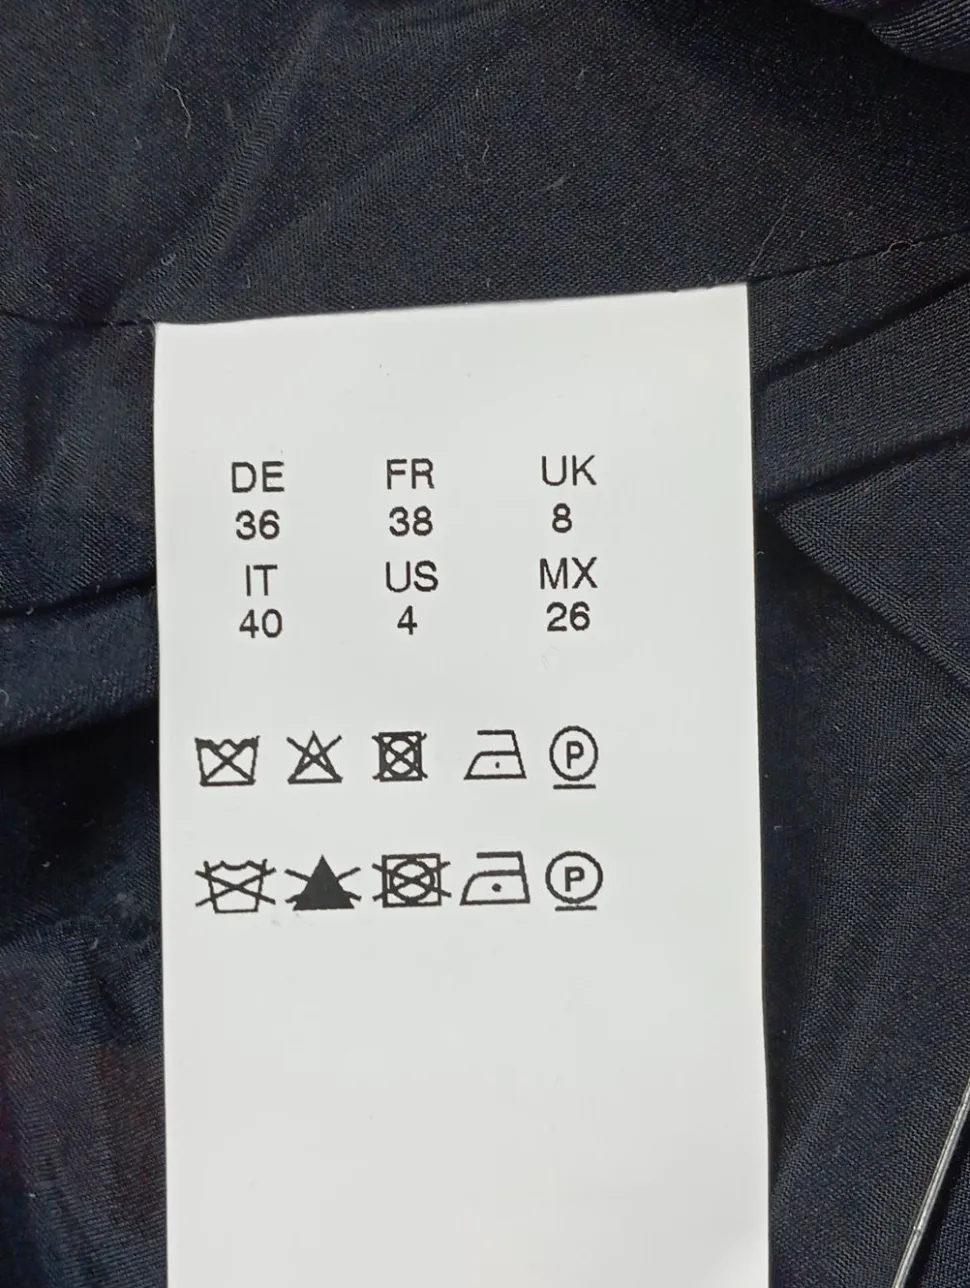 DE FR UK
36 38 8
IT US MX
40 4 26
P
P